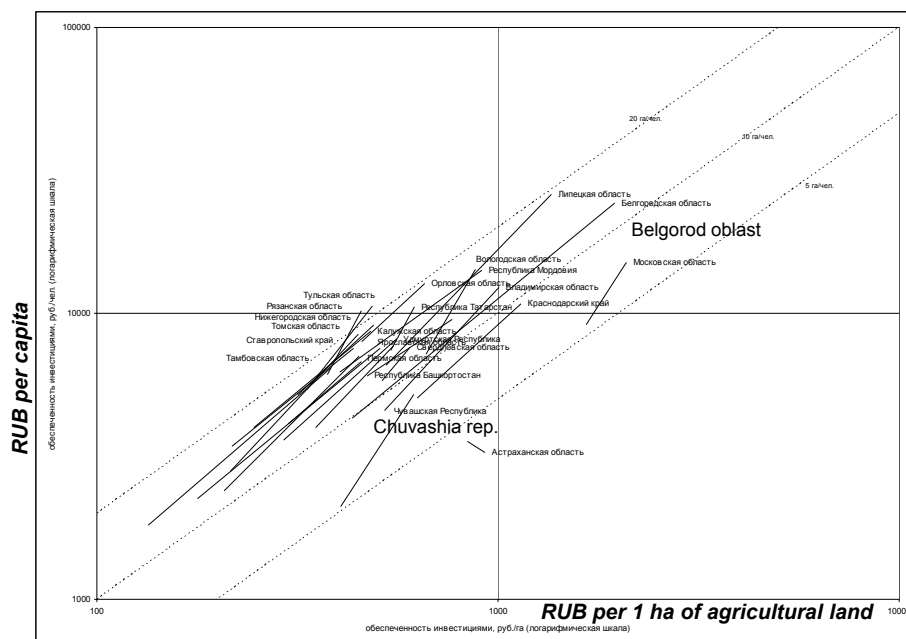 100000
20 га/чел.
10 га/чел.
5 га/чел.
Липецкая область
Белгородская область
Belgorod oblast
Вологодская область
Московская область
Республика Мордовия
Орловская область
Владимирская область
Тульская область
Краснодарский край
Рязанская область
Республика Татарстан
10000
Нижегородская область
Томская область
Калужская область
Ставропольский край
Удмуртская Республика
Ярославская область
Свердловская область
Тамбовская область
Пермская область
Республика Башкортостан
Чувашская Республика
Chuvashia rep.
Астраханская область
1000
RUB per capita
обеспеченность инвестициями, руб./чел. (логарифмическая шкала)
100
1000
1000
RUB per 1 ha of agricultural land
обеспеченность инвестициями, руб./га (логарифмическая шкала)